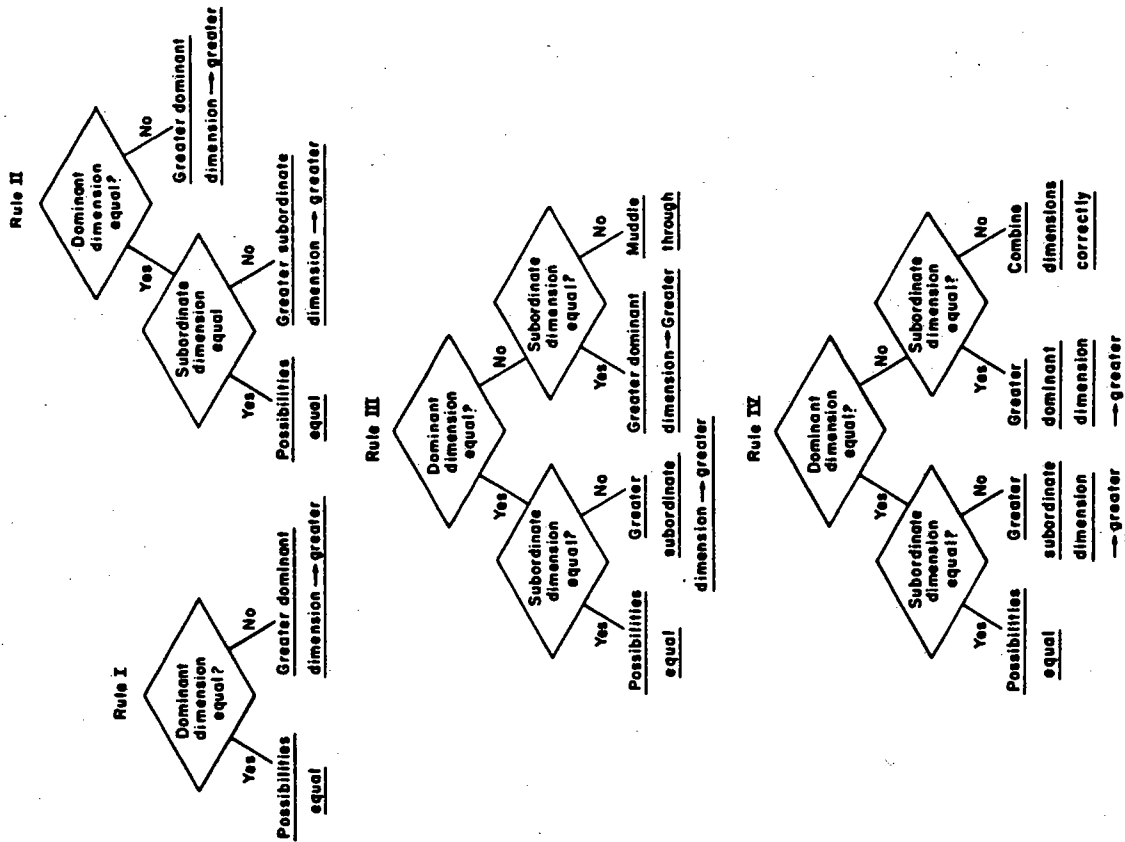 Rule I
Dominant
dimension
equal?
Yes
No
Possibilities
equal
Greater dominant
dimension → greater
Rule II
Dominant
dimension
equal?
Yes
No
Subordinate
dimension
equal
Greater dominant
dimension → greater
Yes
No
Possibilities
equal
Greater subordinate
dimension → greater
Rule III
Dominant
dimension
equal?
Yes
No
Subordinate
dimension
equal?
Subordinate
dimension
equal?
Yes
No
Yes
No
Possibilities
equal
Greater
subordinate
dimension → greater
Greater dominant
dimension → Greater
Muddle
through
Rule IV
Dominant
dimension
equal?
Yes
No
Subordinate
dimension
equal?
Subordinate
dimension
equal?
Yes
No
Yes
No
Possibilities
equal
Greater
subordinate
dimension
→ greater
Greater
dominant
dimension
→ greater
Combine
dimensions
correctly